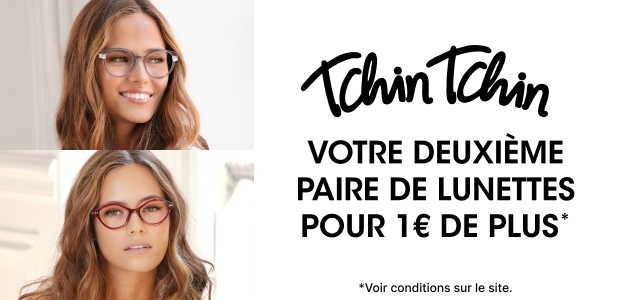 Tchin Tchin
VOTRE DEUXIÈME
PAIRE DE LUNETTES
POUR 1€ DE PLUS*
*Voir conditions sur le site.